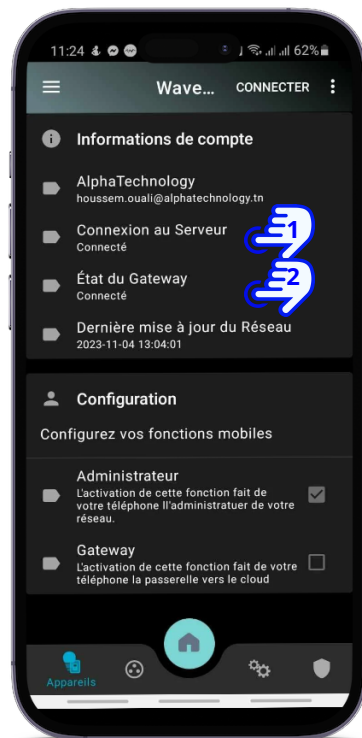 11:24 62%
Wave... CONNECTER
Informations de compte
AlphaTechnology
houssem.ouali@alphatechnology.tn
Connexion au Serveur
Connecté
1
État du Gateway
Connecté
2
Dernière mise à jour du Réseau
2023-11-04 13:04:01
Configuration
Configurez vos fonctions mobiles
Administrateur
L'activation de cette fonction fait de
votre téléphone ll'administratuer de votre
réseau.
Gateway
L'activation de cette fonction fait de votre
téléphone la passerelle vers le cloud
Appareils